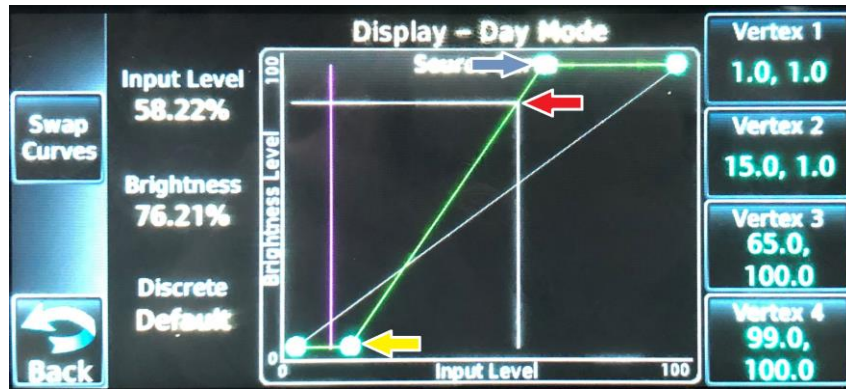 Display – Day Mode
Swap
Curves
Back
Input Level
58.22%
Brightness
76.21%
Discrete
Default
100
Brightness Level
0
0
Input Level
100
Vertex 1
1.0, 1.0
Vertex 2
15.0, 1.0
Vertex 3
65.0,
100.0
Vertex 4
99.0,
100.0